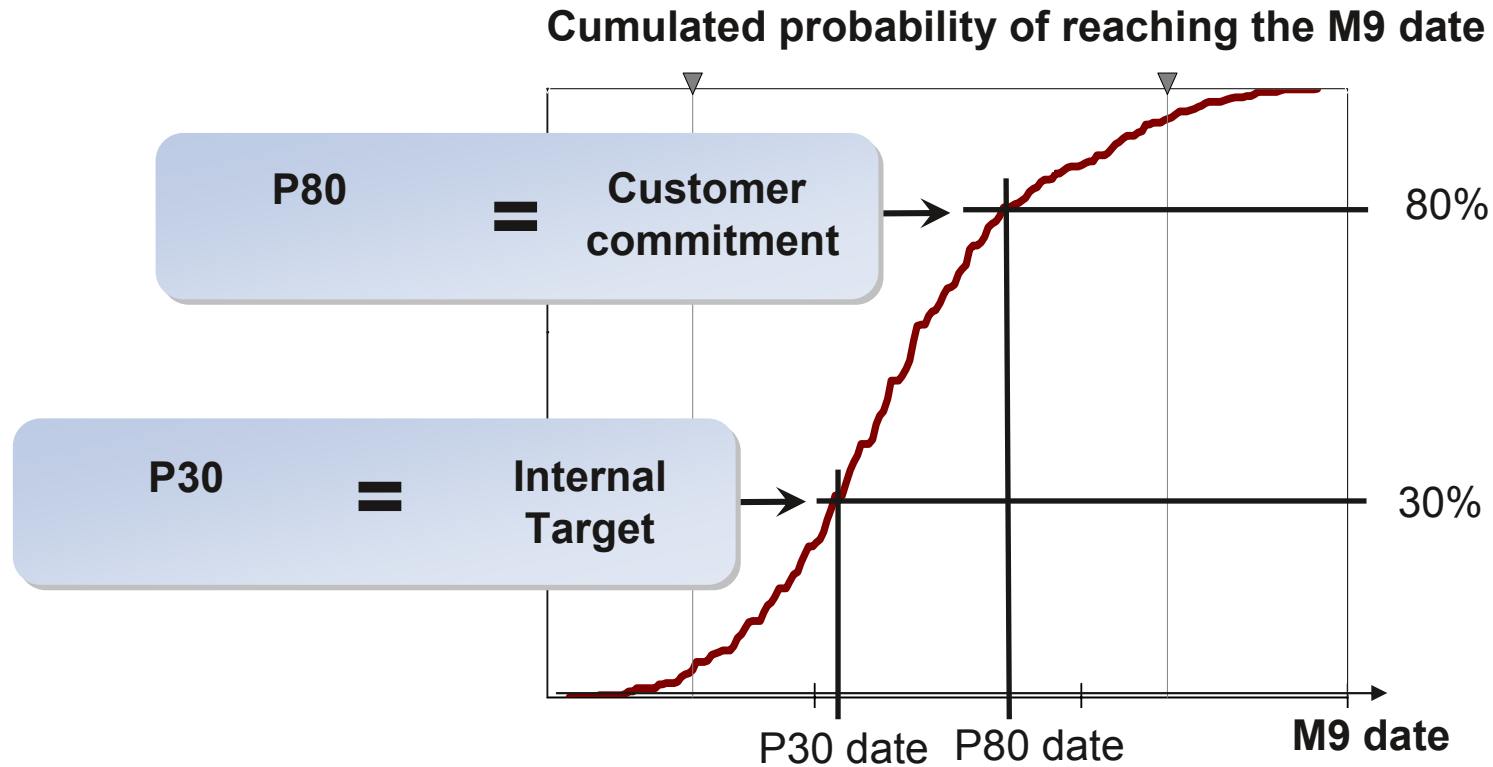 Cumulated probability of reaching the M9 date
P80 = Customer
commitment
80%
P30 = Internal
Target
30%
P30 date P80 date M9 date